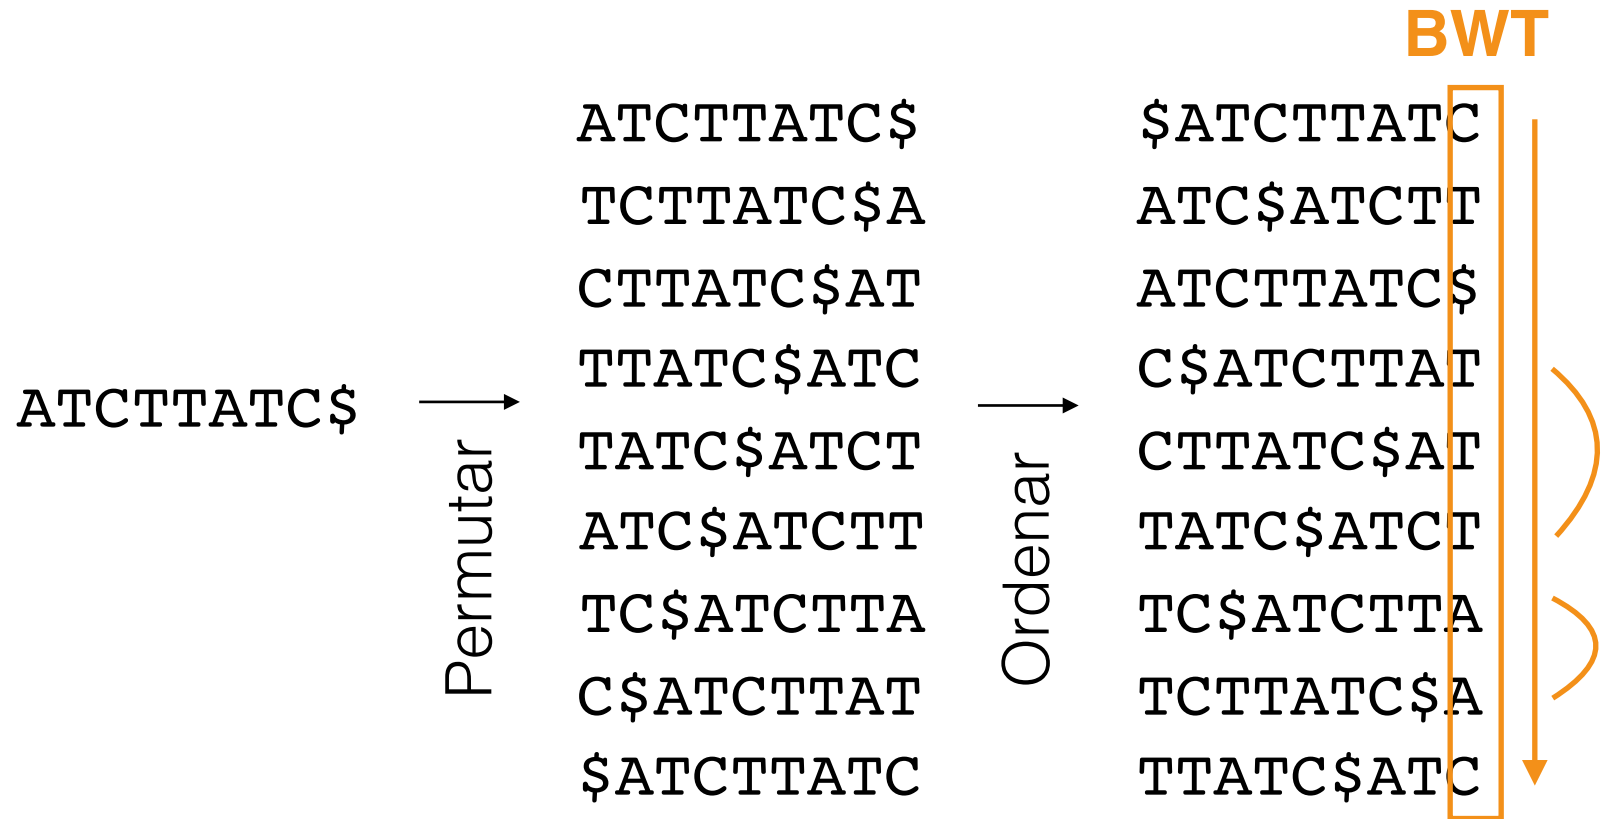 BWT
ATCTTATC$
Permutar
ATCTTATC$
TCTTATC$A
CTTATC$AT
TTATC$ATC
TATC$ATCT
ATC$ATCTT
TC$ATCTTA
C$ATCTTAT
$ATCTTATC
Ordenar
$ATCTTATC
ATC$ATCTT
ATCTTATC$
C$ATCTTAT
CTTATC$AT
TATC$ATCT
TC$ATCTTA
TCTTATC$A
TTATC$ATC